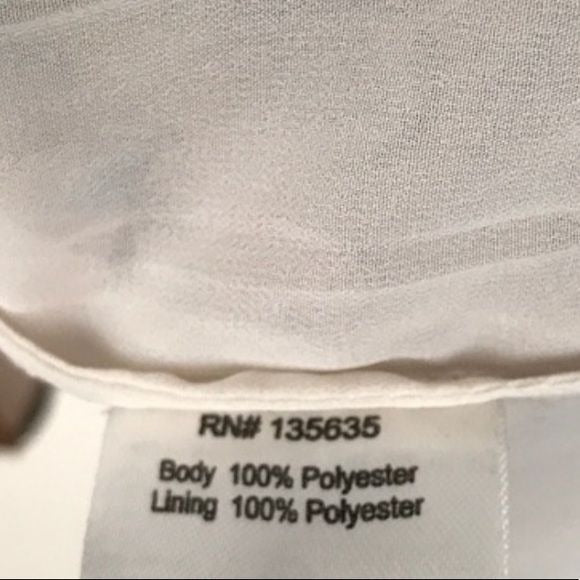 RN# 135635
Body 100% Polyester
Lining 100% Polyester